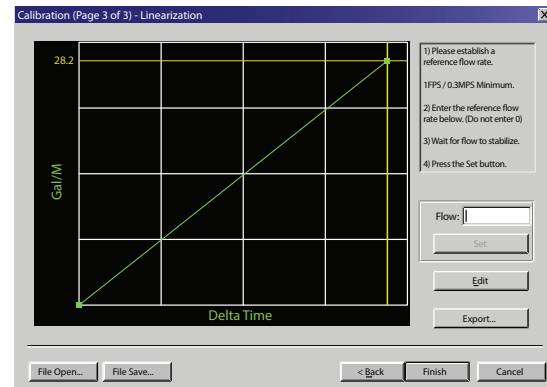 Calibration (Page 3 of 3) - Linearization
X
28.2
Gal/M
Delta Time
1) Please establish a
reference flow rate.
1FPS / 0.3MPS Minimum.
2) Enter the reference flow
rate below. (Do not enter 0)
3) Wait for flow to stabilize.
4) Press the Set button.
Flow:
Set
Edit
Export...
File Open...
File Save...
< Back
Finish
Cancel